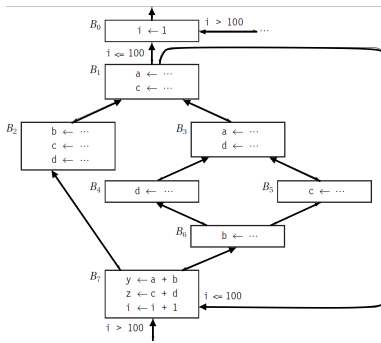 B0
i ← 1
i > 100
...
i <= 100
B1
a ← ...
c ← ...
B2
b ← ...
c ← ...
d ← ...
B3
a ← ...
d ← ...
B4
d ← ...
B5
c ← ...
B6
b ← ...
B7
y ← a + b
z ← c + d
i ← i + 1
i <= 100
i > 100